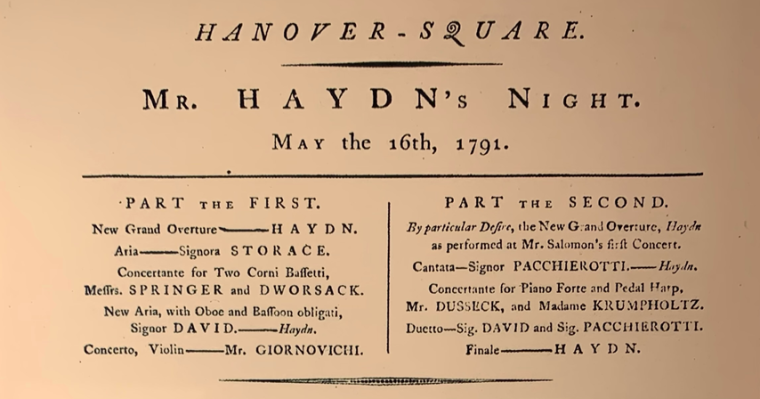 HANOVER-SQUARE.
MR. HAYDN's NIGHT.
MAY the 16th, 1791.
PART THE FIRST.
New Grand Overture——HAYDN.
Aria——Signora STORACE.
Concertante for Two Corni Baſſetti,
Meſſrs. SPRINGER and DWORSACK.
New Aria, with Oboe and Baſſoon obligati,
Signor DAVID.——Haydn.
Concerto, Violin——Mr. GIORNOVICHI.
PART THE SECOND.
By particular Deſire, the New Grand Overture, Haydn
as performed at Mr. Salomon's firſt Concert.
Cantata—Signor PACCHIEROTTI.——Haydn.
Concertante for Piano Forte and Pedal Harp,
Mr. DUSSECK, and Madame KRUMPHOLTZ.
Duetto—Sig. DAVID and Sig. PACCHIEROTTI.
Finale——HAYDN.